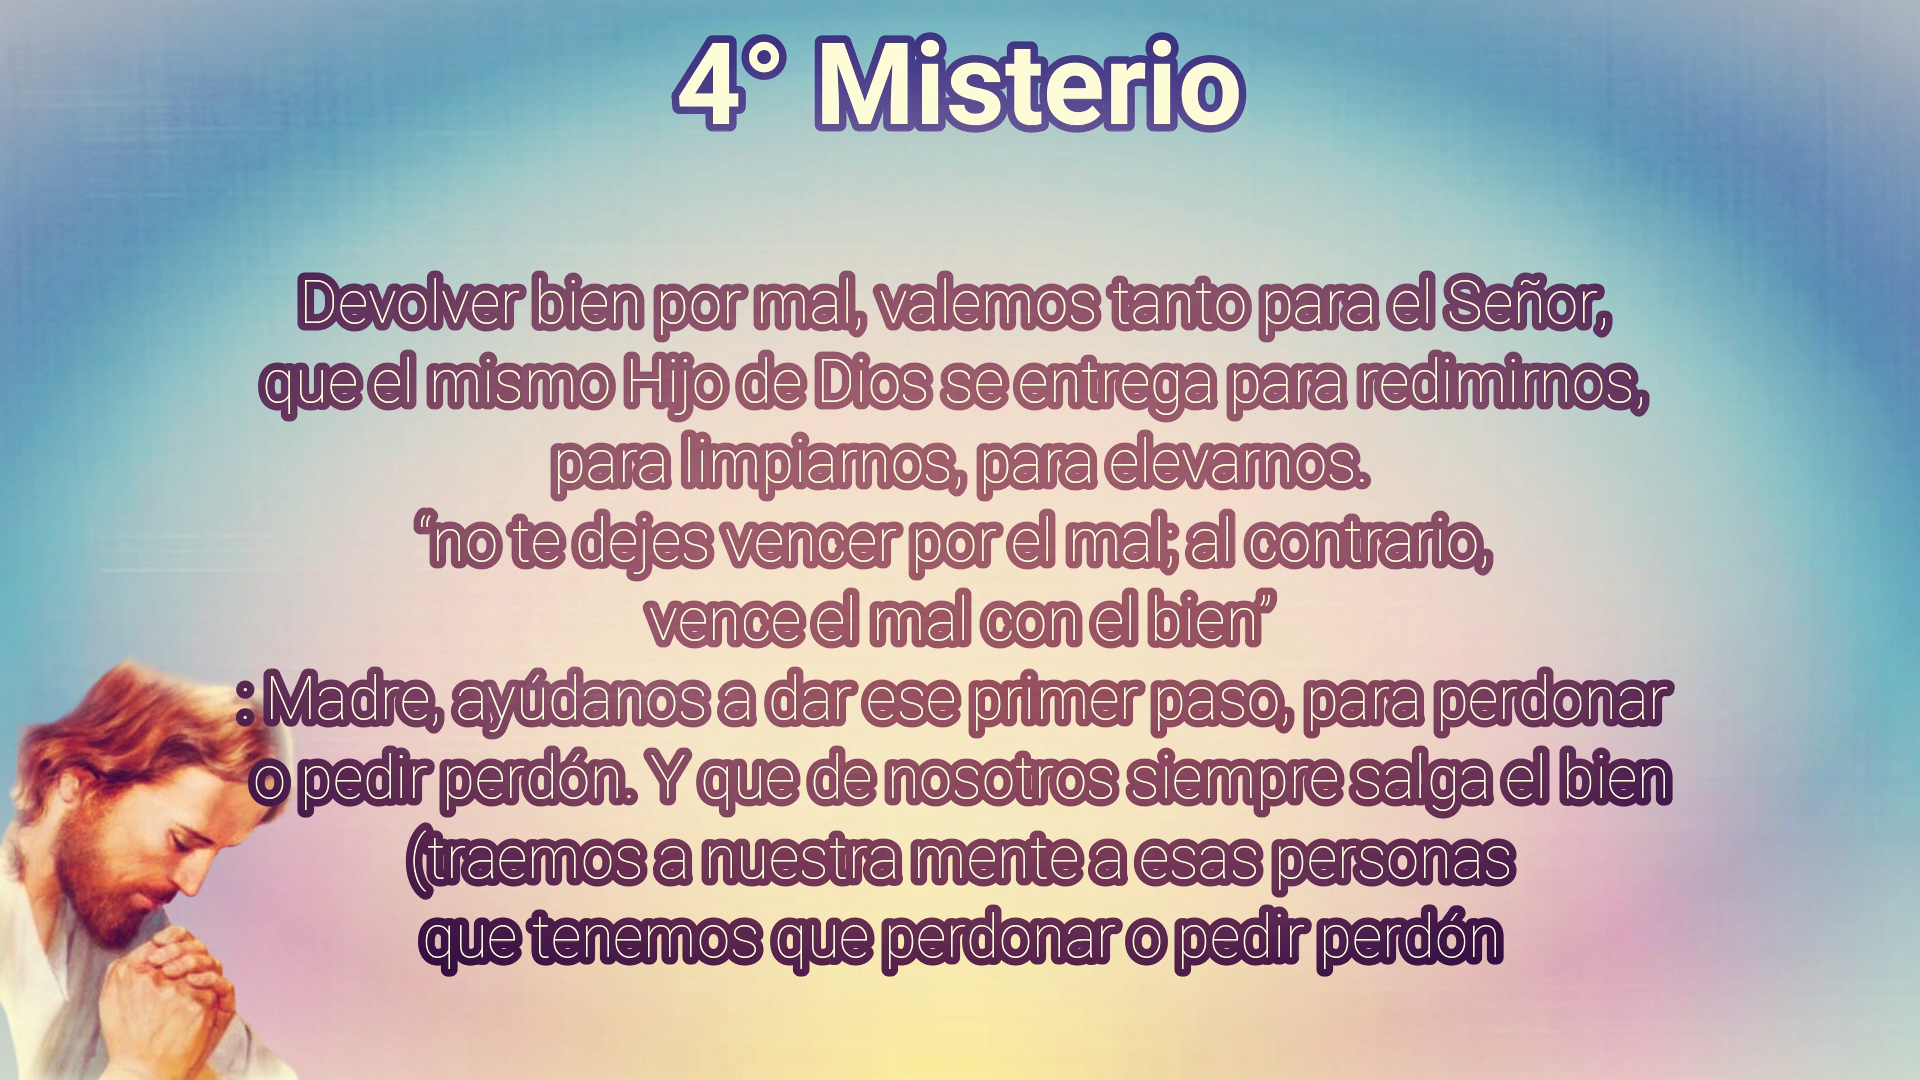 4° Misterio
Devolver bien por mal, valemos tanto para el Señor,
que el mismo Hijo de Dios se entrega para redimirnos,
para limpiarnos, para elevarnos.
“no te dejes vencer por el mal; al contrario,
vence el mal con el bien”
: Madre, ayúdanos a dar ese primer paso, para perdonar
o pedir perdón. Y que de nosotros siempre salga el bien
(traemos a nuestra mente a esas personas
que tenemos que perdonar o pedir perdón